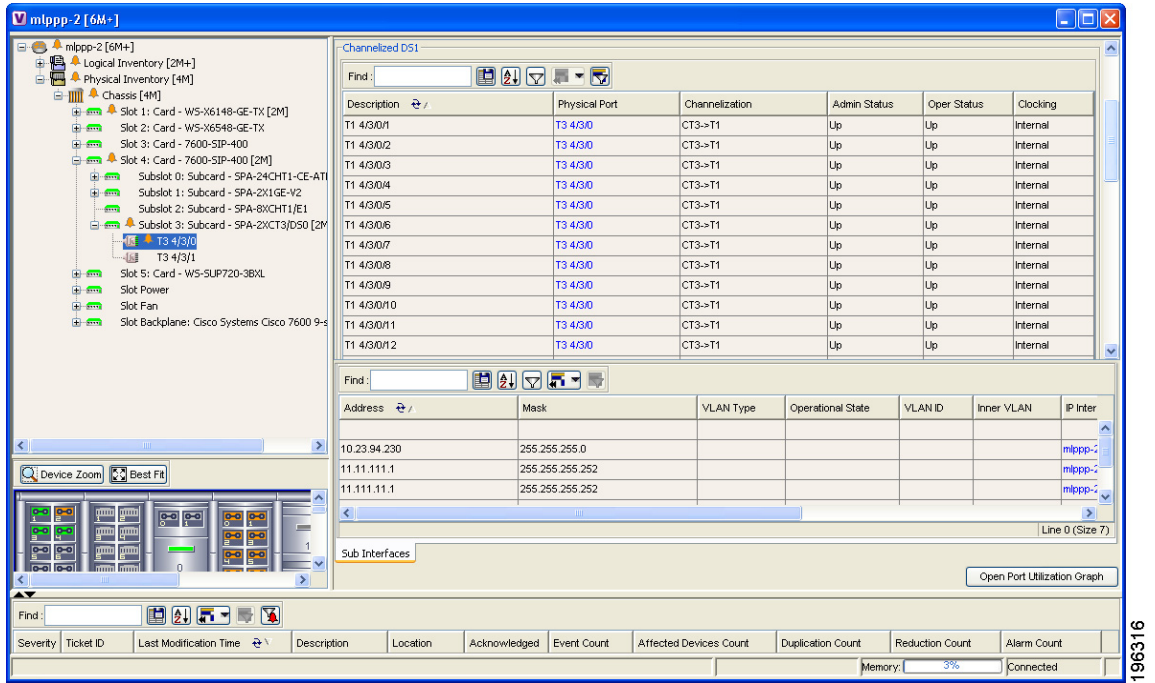 mlppp-2 [6M+]
mlppp-2 [6M+]
Logical Inventory [2M+]
Physical Inventory [4M]
Chassis [4M]
Slot 1: Card - WS-X6148-GE-TX [2M]
Slot 2: Card - WS-X6548-GE-TX
Slot 3: Card - 7600-SIP-400
Slot 4: Card - 7600-SIP-400 [2M]
Subslot 0: Subcard - SPA-24CHT1-CE-ATI
Subslot 1: Subcard - SPA-2X1GE-V2
Subslot 2: Subcard - SPA-8XCHT1/E1
Subslot 3: Subcard - SPA-2XCT3/DS0 [2M
T3 4/3/0
T3 4/3/1
Slot 5: Card - WS-SUP720-3BXL
Slot Power
Slot Fan
Slot Backplane: Cisco Systems Cisco 7600 9-s
Device Zoom Best Fit
Channelized DS1
Find :
Description Physical Port Channelization Admin Status Oper Status Clocking
T1 4/3/0/1 T3 4/3/0 CT3->T1 Up Up Internal
T1 4/3/0/2 T3 4/3/0 CT3->T1 Up Up Internal
T1 4/3/0/3 T3 4/3/0 CT3->T1 Up Up Internal
T1 4/3/0/4 T3 4/3/0 CT3->T1 Up Up Internal
T1 4/3/0/5 T3 4/3/0 CT3->T1 Up Up Internal
T1 4/3/0/6 T3 4/3/0 CT3->T1 Up Up Internal
T1 4/3/0/7 T3 4/3/0 CT3->T1 Up Up Internal
T1 4/3/0/8 T3 4/3/0 CT3->T1 Up Up Internal
T1 4/3/0/9 T3 4/3/0 CT3->T1 Up Up Internal
T1 4/3/0/10 T3 4/3/0 CT3->T1 Up Up Internal
T1 4/3/0/11 T3 4/3/0 CT3->T1 Up Up Internal
T1 4/3/0/12 T3 4/3/0 CT3->T1 Up Up Internal
Find :
Address Mask VLAN Type Operational State VLAN ID Inner VLAN IP Inter
10.23.94.230 255.255.255.0 mlppp-2
11.11.111.1 255.255.255.252 mlppp-2
11.111.11.1 255.255.255.252 mlppp-2
Line 0 (Size 7)
Sub Interfaces
Open Port Utilization Graph
Find :
Severity Ticket ID Last Modification Time Description Location Acknowledged Event Count Affected Devices Count Duplication Count Reduction Count Alarm Count
Memory: 3% Connected
196316